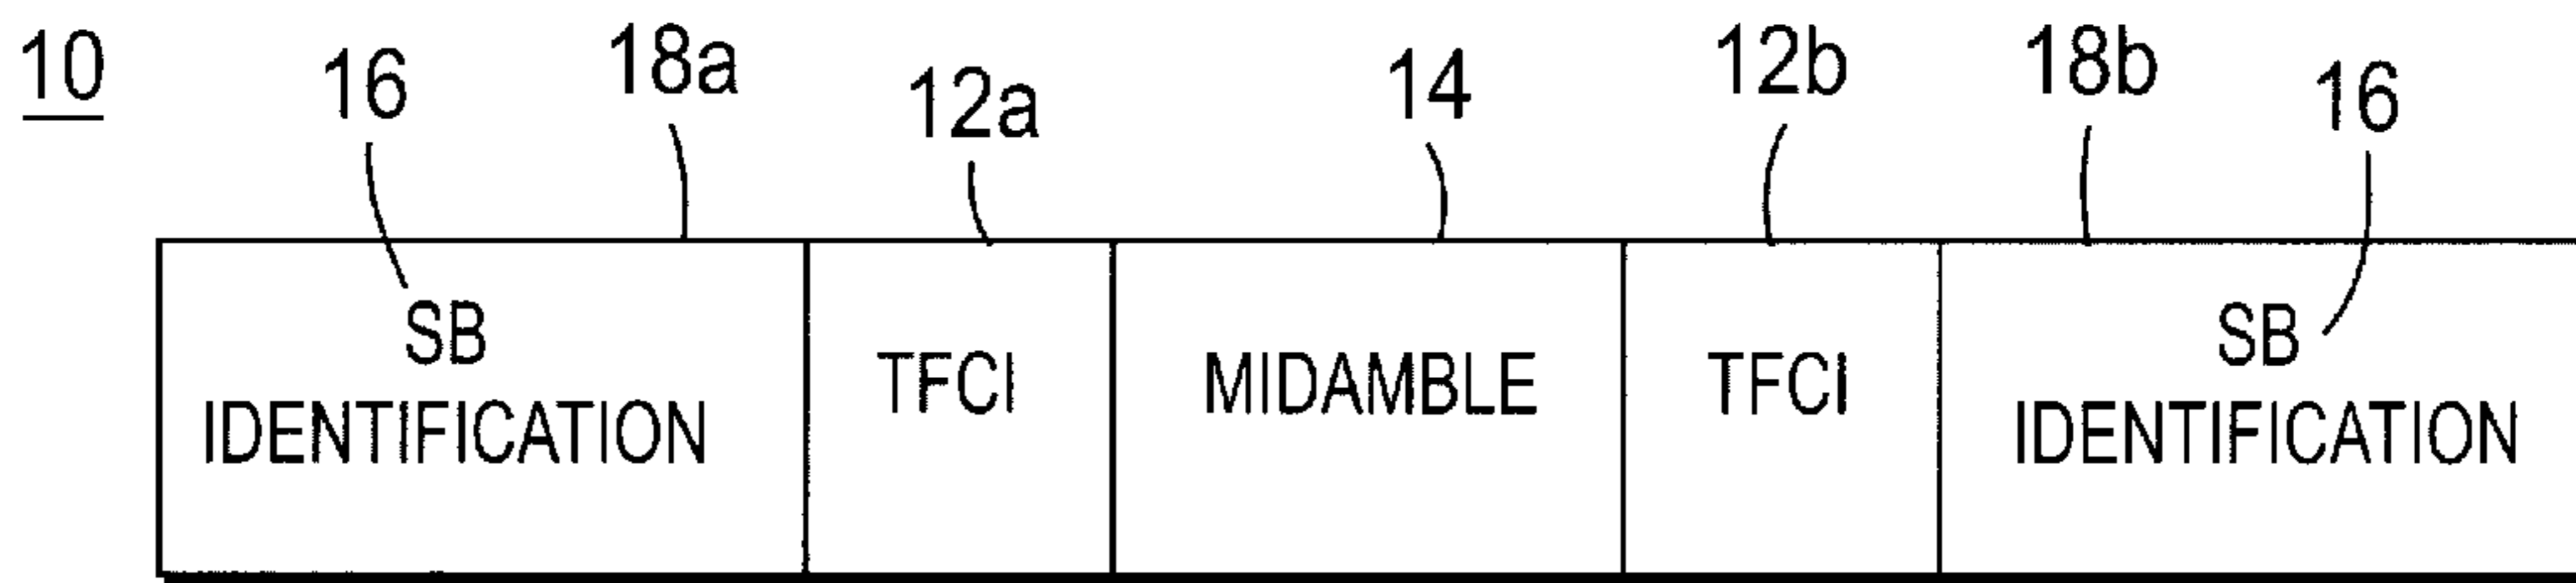 10
16 18a 12a 14 12b 18b 16
SB IDENTIFICATION
TFCI
MIDAMBLE
TFCI
SB IDENTIFICATION